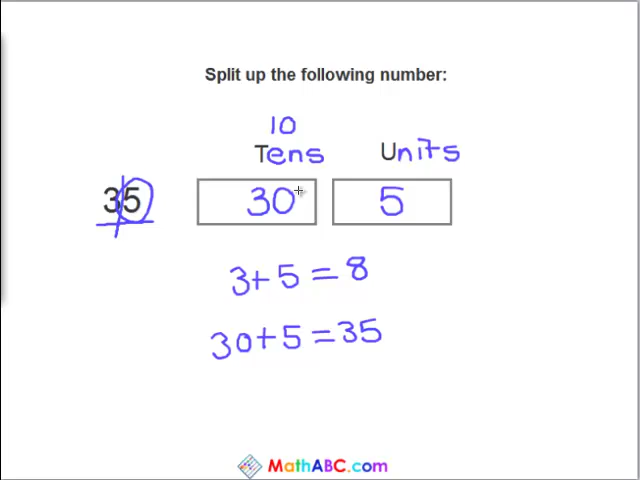 Split up the following number:
10
Tens Units
35 30 5
3+5=8
30+5=35
MathABC.com